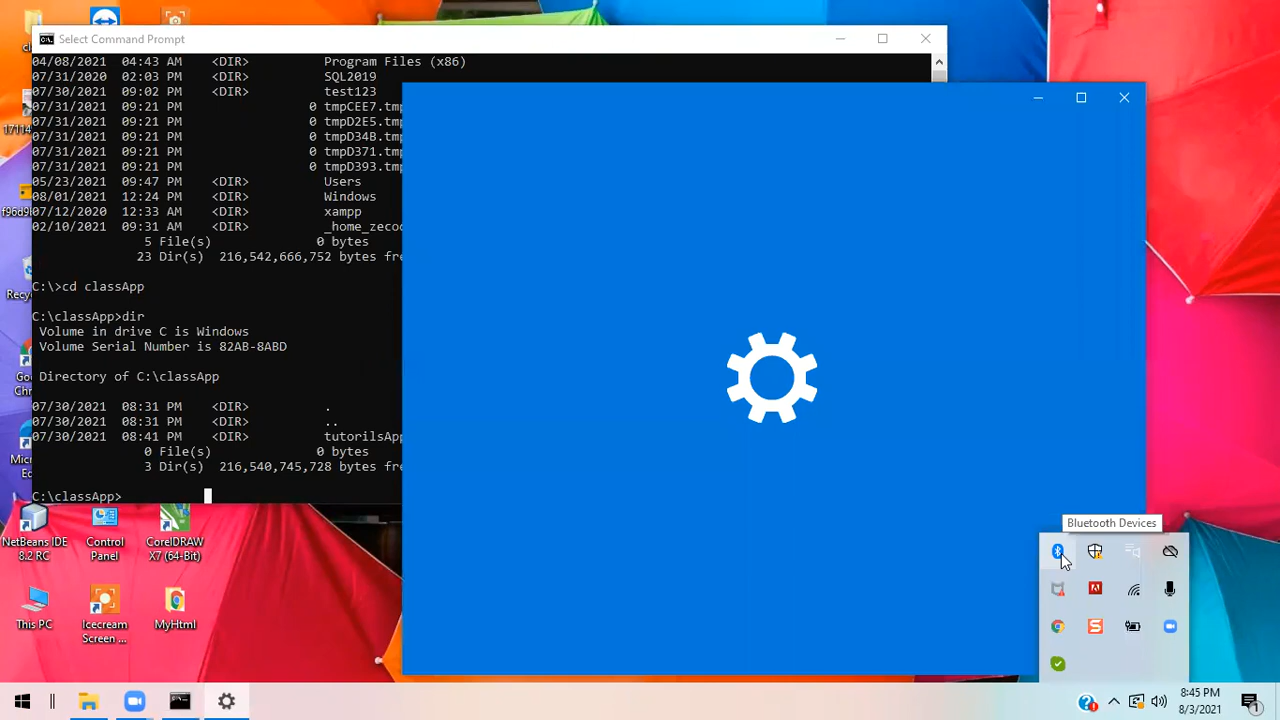 Select Command Prompt
04/08/2021 04:43 AM <DIR> Program Files (x86)
07/31/2020 02:03 PM <DIR> SQL2019
07/30/2021 09:02 PM <DIR> test123
07/31/2021 09:21 PM 0 tmpCEE7.tmp
07/31/2021 09:21 PM 0 tmpD2E5.tmp
07/31/2021 09:21 PM 0 tmpD34B.tmp
07/31/2021 09:21 PM 0 tmpD371.tmp
07/31/2021 09:21 PM 0 tmpD393.tmp
05/23/2021 09:47 PM <DIR> Users
08/01/2021 12:24 PM <DIR> Windows
07/12/2020 12:33 AM <DIR> xampp
02/10/2021 09:31 AM <DIR> _home_zecod
5 File(s) 0 bytes
23 Dir(s) 216,542,666,752 bytes fre
C:\>cd classApp
C:\classApp>dir
Volume in drive C is Windows
Volume Serial Number is 82AB-8ABD
Directory of C:\classApp
07/30/2021 08:31 PM <DIR> .
07/30/2021 08:31 PM <DIR> ..
07/30/2021 08:41 PM <DIR> tutorilsApp
0 File(s) 0 bytes
3 Dir(s) 216,540,745,728 bytes fre
C:\classApp>
Bluetooth Devices
NetBeans IDE
8.2 RC
Control
Panel
CorelDRAW
X7 (64-Bit)
This PC
Icecream
Screen ...
MyHtml
8:45 PM
8/3/2021
1